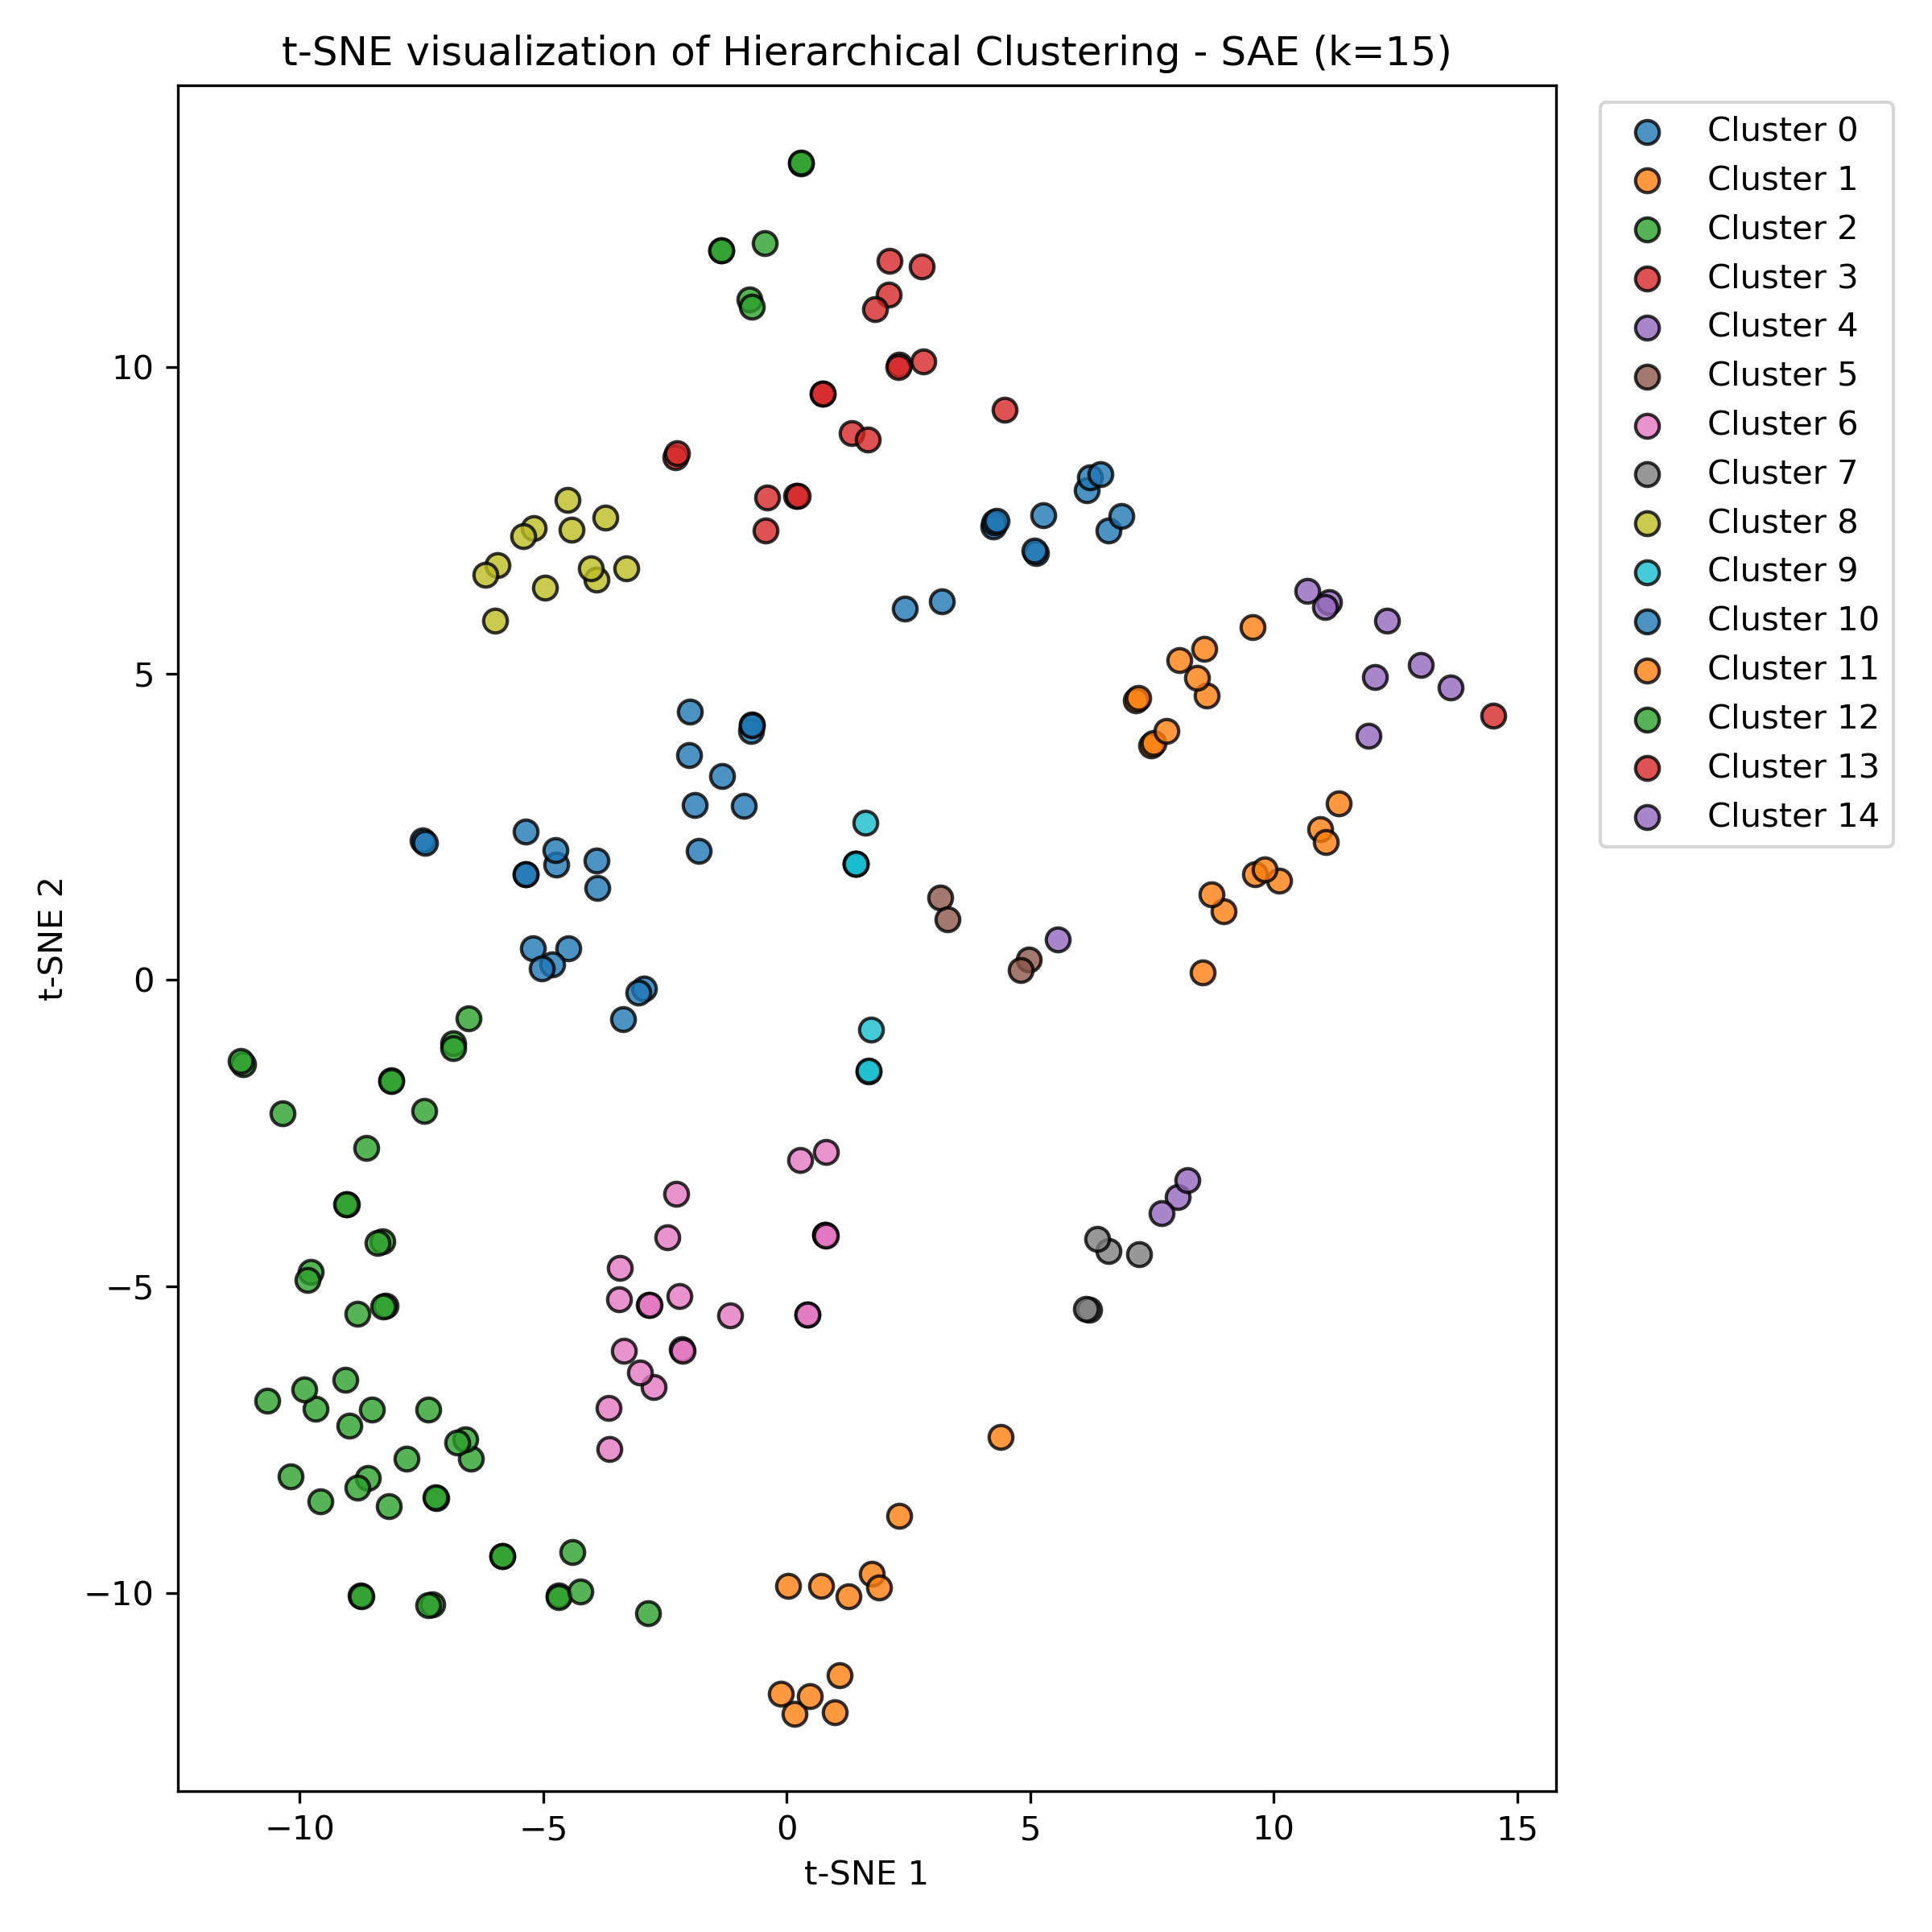 t-SNE visualization of Hierarchical Clustering - SAE (k=15)
Cluster 0
Cluster 1
Cluster 2
Cluster 3
Cluster 4
Cluster 5
Cluster 6
Cluster 7
Cluster 8
Cluster 9
Cluster 10
Cluster 11
Cluster 12
Cluster 13
Cluster 14
10
5
0
−5
−10
t-SNE 2
−10 −5 0 5 10 15
t-SNE 1